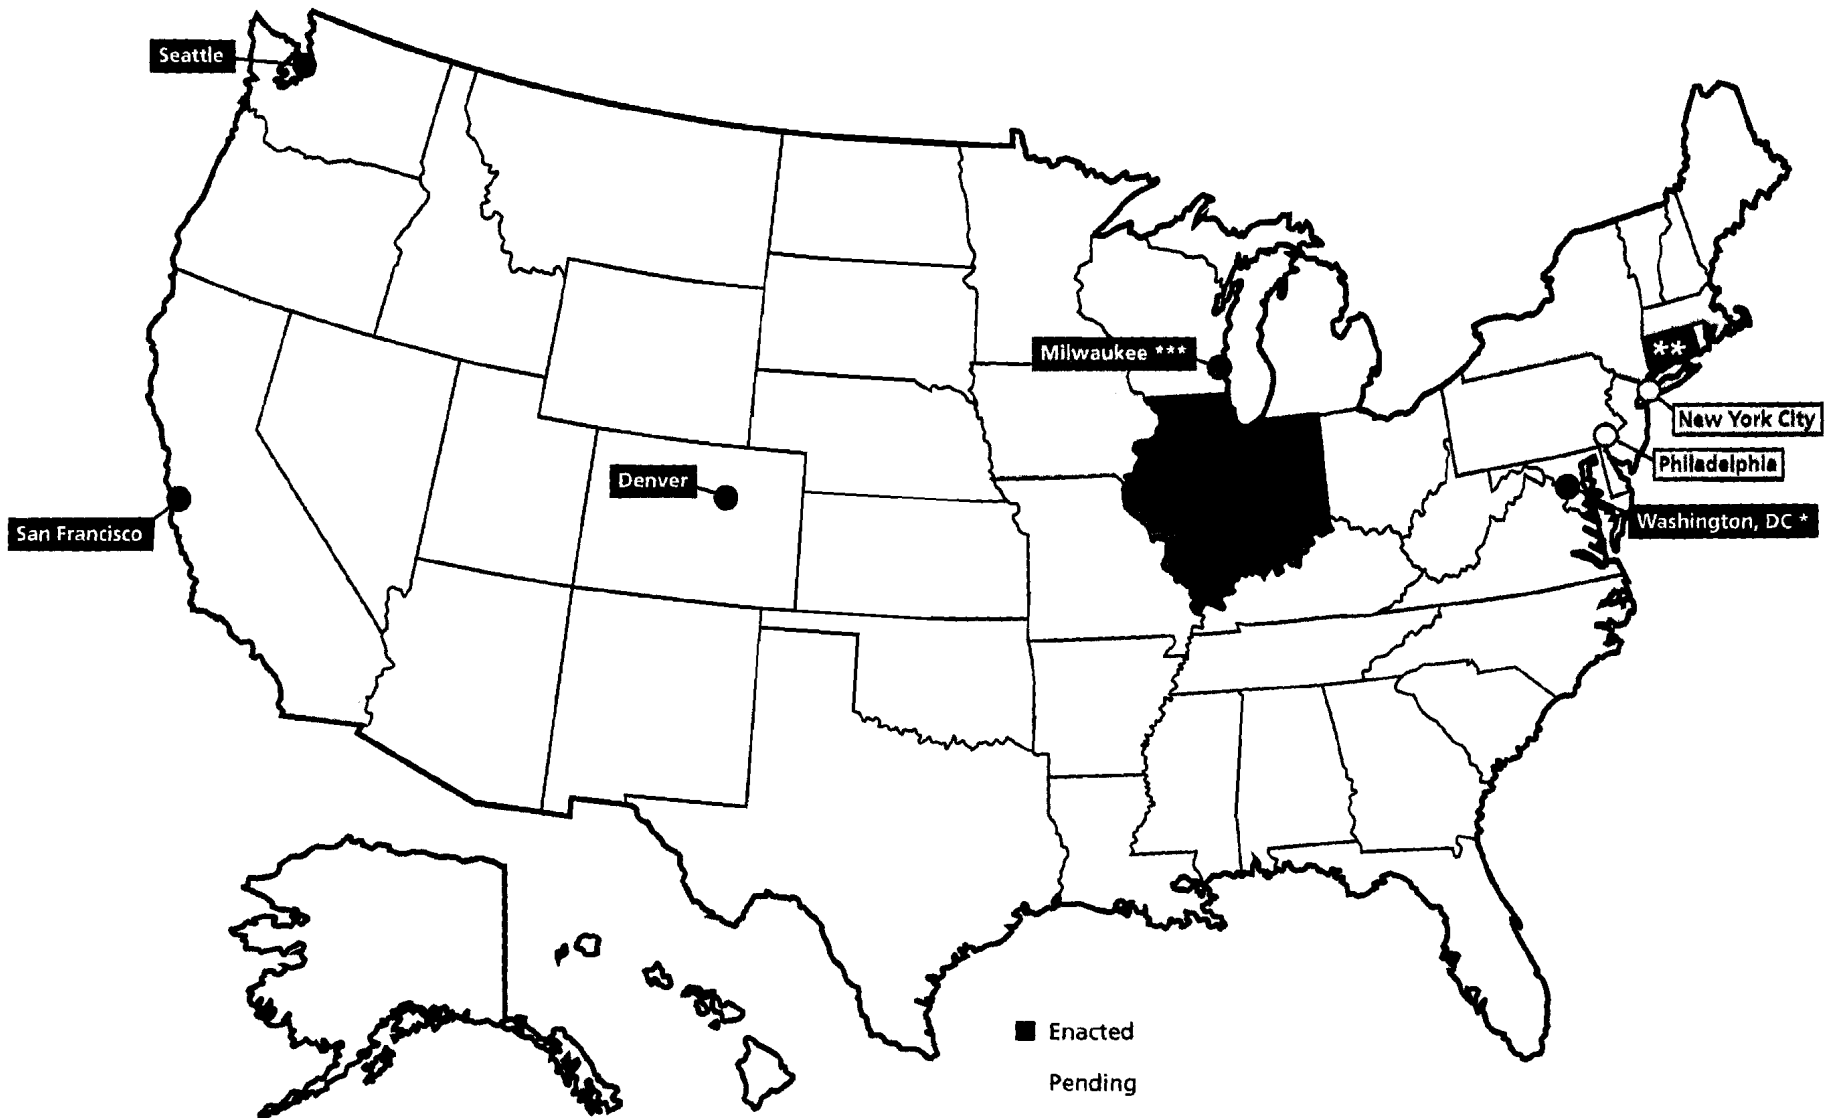 Seattle
Milwaukee ***
**
New York City
Philadelphia
Denver
San Francisco
Washington, DC *
Enacted
Pending